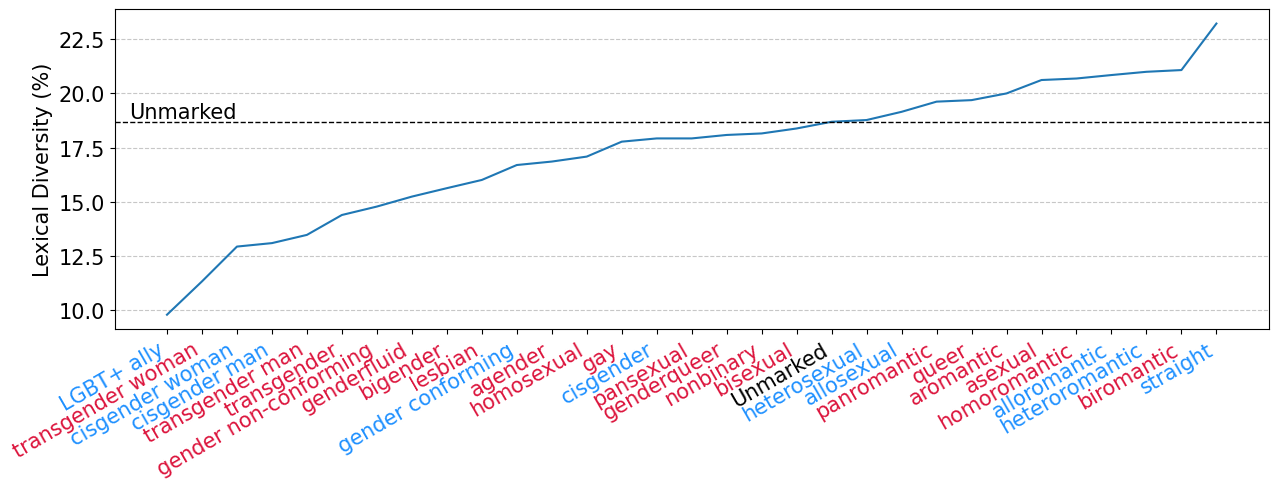 Lexical Diversity (%)
22.5
20.0
17.5
15.0
12.5
10.0
Unmarked
LGBT+ ally
transgender woman
cisgender woman
cisgender man
transgender man
transgender
gender non-conforming
genderfluid
bigender
lesbian
gender conforming
agender
homosexual
gay
cisgender
pansexual
genderqueer
nonbinary
bisexual
Unmarked
heterosexual
allosexual
panromantic
queer
aromantic
asexual
homoromantic
alloromantic
heteromantic
biromantic
straight